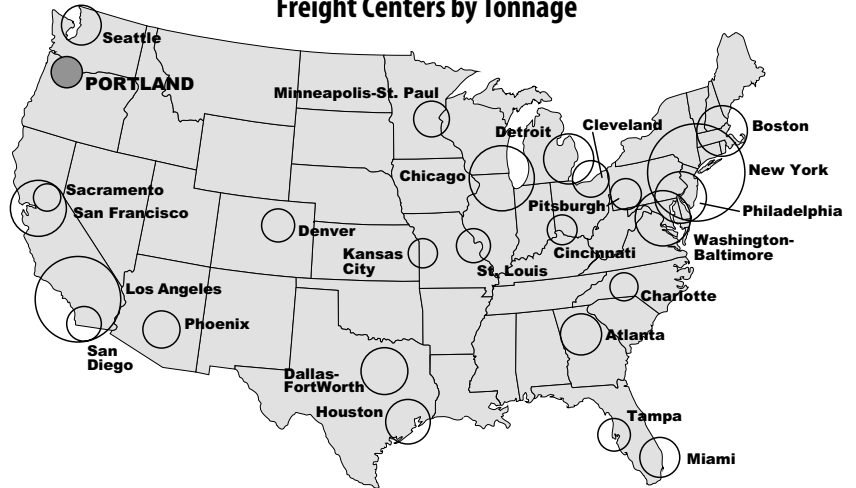 Freight Centers by Tonnage
Seattle
PORTLAND
Minneapolis-St. Paul
Detroit
Cleveland
Boston
Chicago
New York
Sacramento
San Francisco
Pittsburgh
Philadelphia
Denver
Kansas
City
St. Louis
Cincinnati
Washington-
Baltimore
Los Angeles
Charlotte
Phoenix
Atlanta
San
Diego
Dallas-
FortWorth
Houston
Tampa
Miami